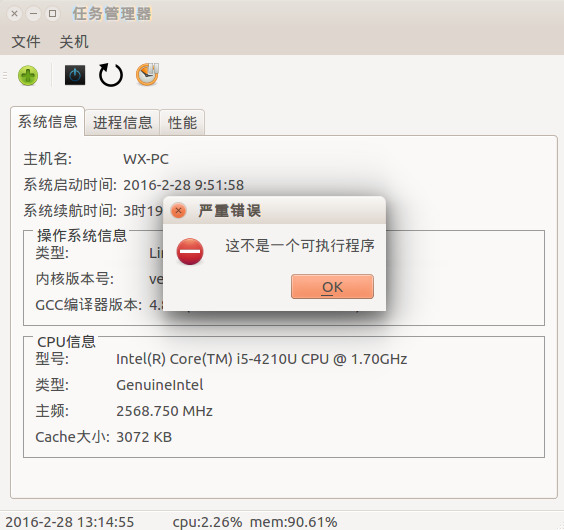 任务管理器
文件 关机
系统信息 进程信息 性能
主机名: WX-PC
系统启动时间: 2016-2-28 9:51:58
系统续航时间: 3时19
严重错误
这不是一个可执行程序
OK
操作系统信息
类型:
内核版本号:
GCC编译器版本: 4.8
CPU信息
型号: Intel(R) Core(TM) i5-4210U CPU @ 1.70GHz
类型: GenuineIntel
主频: 2568.750 MHz
Cache大小: 3072 KB
2016-2-28 13:14:55 cpu:2.26% mem:90.61%